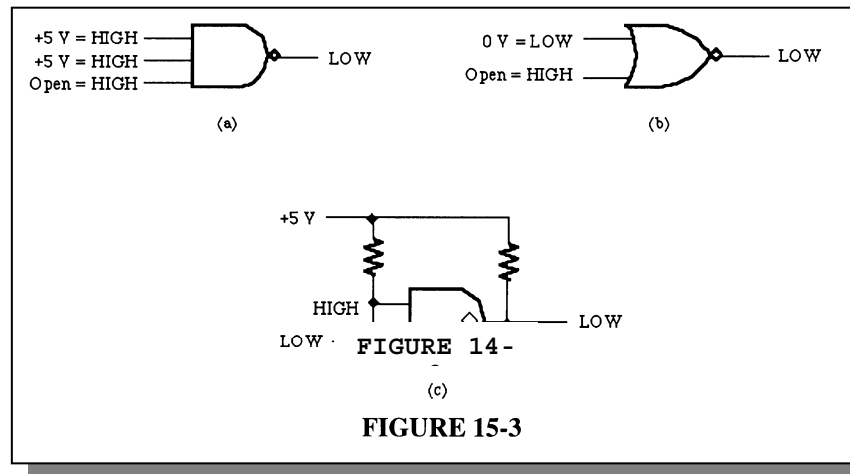 +5 V = HIGH
+5 V = HIGH
Open = HIGH
LOW
(a)
0 V = LOW
Open = HIGH
LOW
(b)
+5 V
HIGH
LOW
LOW
FIGURE 14-
(c)
FIGURE 15-3